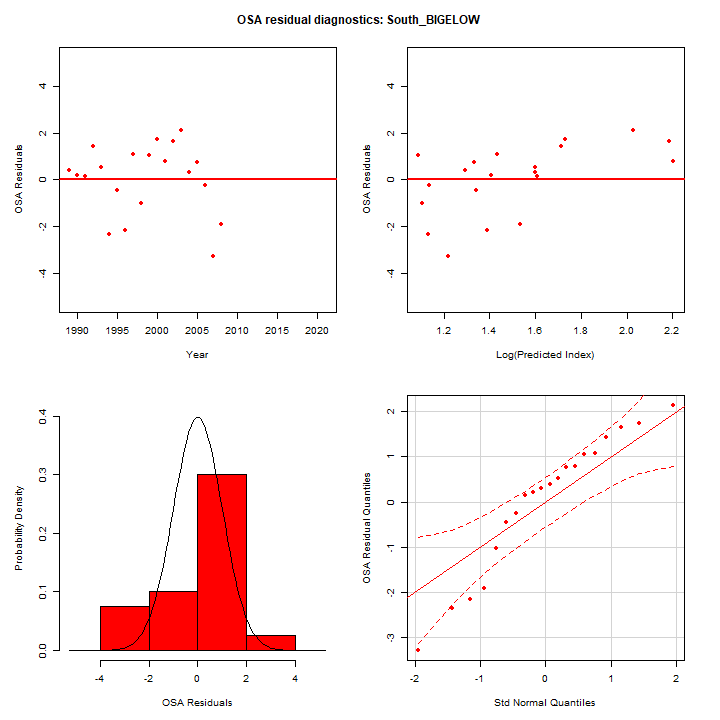 OSA residual diagnostics: South_BIGELOW
OSA Residuals
4
2
0
-2
-4
1990 1995 2000 2005 2010 2015 2020
Year
OSA Residuals
4
2
0
-2
-4
1.2 1.4 1.6 1.8 2.0 2.2
Log(Predicted Index)
Probability Density
0.4
0.3
0.2
0.1
0.0
-4 -2 0 2 4
OSA Residuals
OSA Residual Quantiles
2
1
0
-1
-2
-3
-2 -1 0 1 2
Std Normal Quantiles